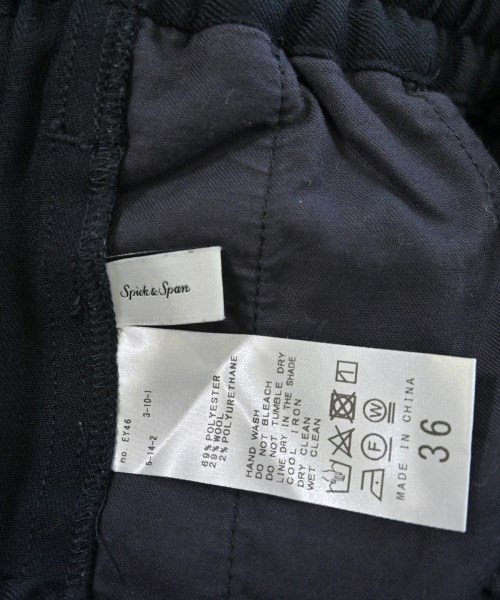 Spick & Span
no. EY46 3-10-1
5-14-2
69% POLYESTER
29% WOOL
2% POLYURETHANE
HAND WASH
DO NOT BLEACH
DO NOT TUMBLE DRY
LINE DRY IN THE SHADE
COOL IRON
DRY CLEAN
WET CLEAN
F W
MADE IN CHINA
36